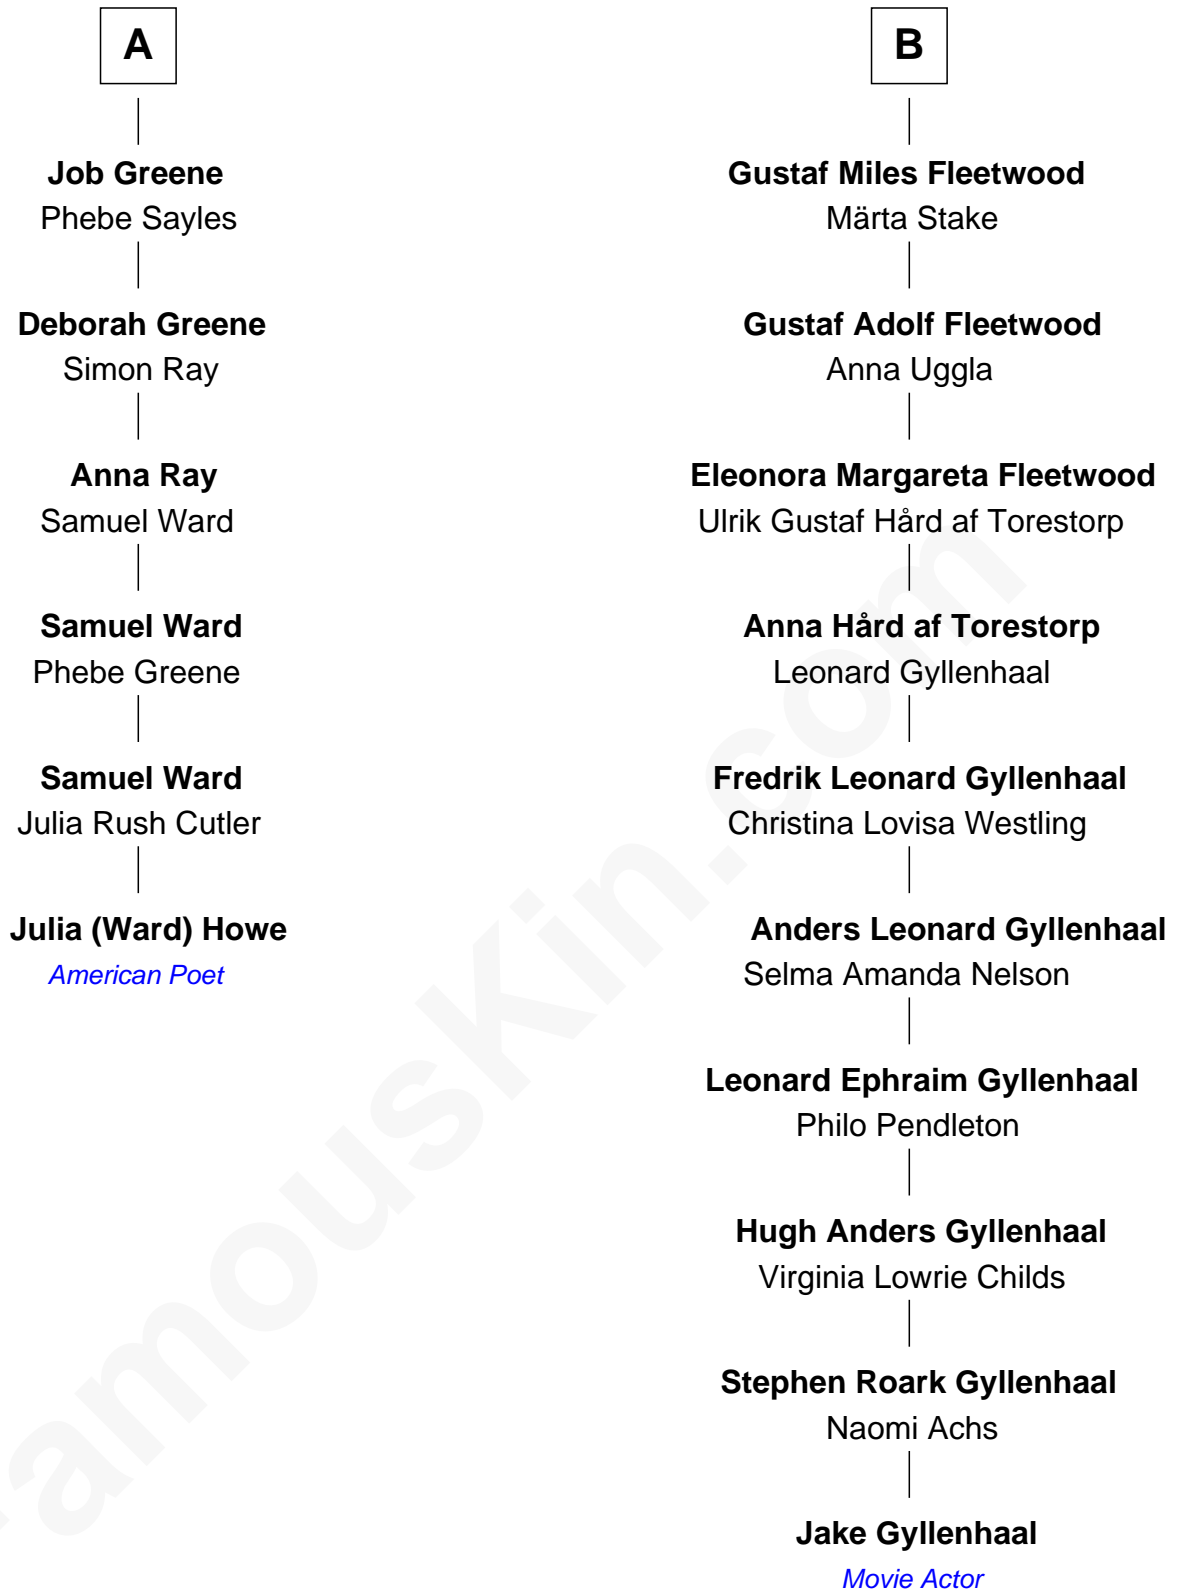 A
Job Greene
Phebe Sayles
Deborah Greene
Simon Ray
Anna Ray
Samuel Ward
Samuel Ward
Phebe Greene
Samuel Ward
Julia Rush Cutler
Julia (Ward) Howe
American Poet
B
Gustaf Miles Fleetwood
Märta Stake
Gustaf Adolf Fleetwood
Anna Uggla
Eleonora Margareta Fleetwood
Ulrik Gustaf Hård af Torestorp
Anna Hård af Torestorp
Leonard Gyllenhaal
Fredrik Leonard Gyllenhaal
Christina Lovisa Westling
Anders Leonard Gyllenhaal
Selma Amanda Nelson
Leonard Ephraim Gyllenhaal
Philo Pendleton
Hugh Anders Gyllenhaal
Virginia Lowrie Childs
Stephen Roark Gyllenhaal
Naomi Achs
Jake Gyllenhaal
Movie Actor
amousKin.com